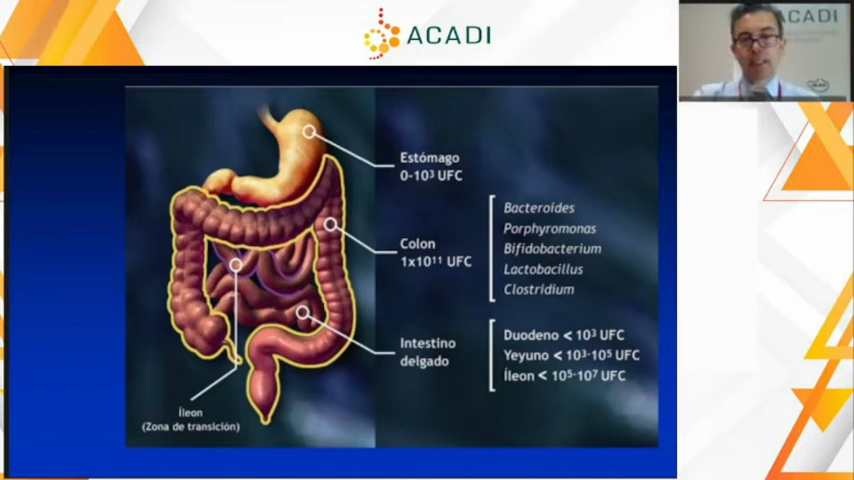 ACADI
ACADI
Estómago
0-10³ UFC
Colon
1x10¹¹ UFC
Bacteroides
Porphyromonas
Bifidobacterium
Lactobacillus
Clostridium
Intestino
delgado
Duodeno < 10³ UFC
Yeyuno < 10³-10⁵ UFC
Íleon < 10⁵-10⁷ UFC
Íleon
(Zona de transición)